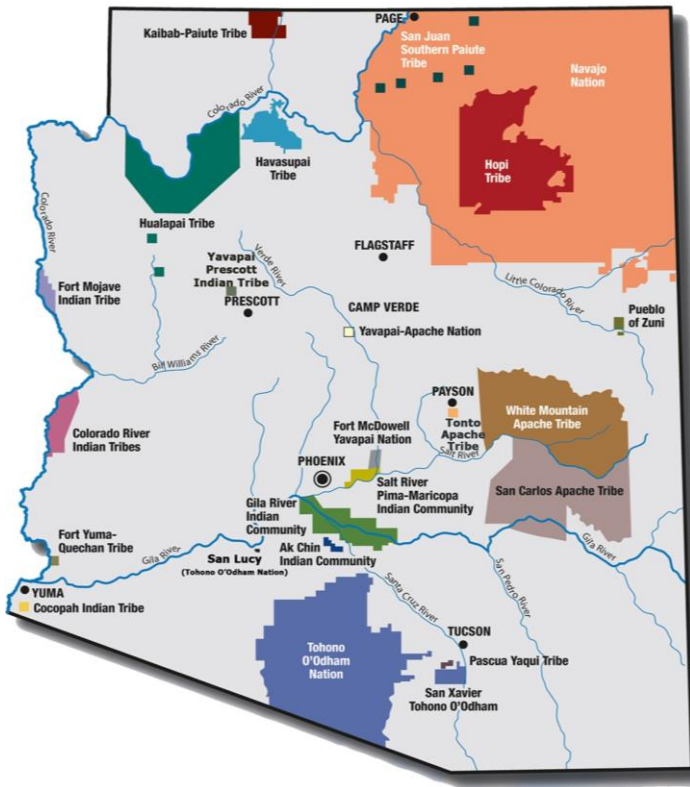 PAGE
Kaibab-Paiute Tribe
San Juan
Southern Paiute
Tribe
Navajo
Nation
Colorado River
Havasupai
Tribe
Hopi
Tribe
Hualapai Tribe
Colorado River
Yavapai
Prescott
Indian Tribe
Verde River
FLAGSTAFF
Fort Mojave
Indian Tribe
PRESCOTT
Little Colorado River
CAMP VERDE
Yavapai-Apache Nation
Pueblo
of Zuni
Bill Williams River
PAYSON
Tonto
Apache
Tribe
White Mountain
Apache Tribe
Colorado River
Indian Tribes
Fort McDowell
Yavapai Nation
Salt River
PHOENIX
Salt River
Pima-Maricopa
Indian Community
San Carlos Apache Tribe
Gila River
Indian
Community
Fort Yuma-
Quechan Tribe
Gila River
San Lucy
(Tohono O'Odham Nation)
Ak Chin
Indian Community
Gila River
YUMA
Cocopah Indian Tribe
Santa Cruz River
San Pedro River
Tohono
O'Odham
Nation
TUCSON
Pascua Yaqui Tribe
San Xavier
Tohono O'Odham